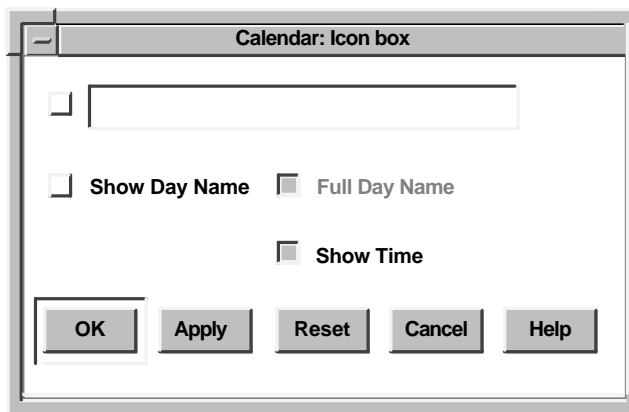 Calendar: Icon box
Show Day Name Full Day Name
Show Time
OK Apply Reset Cancel Help